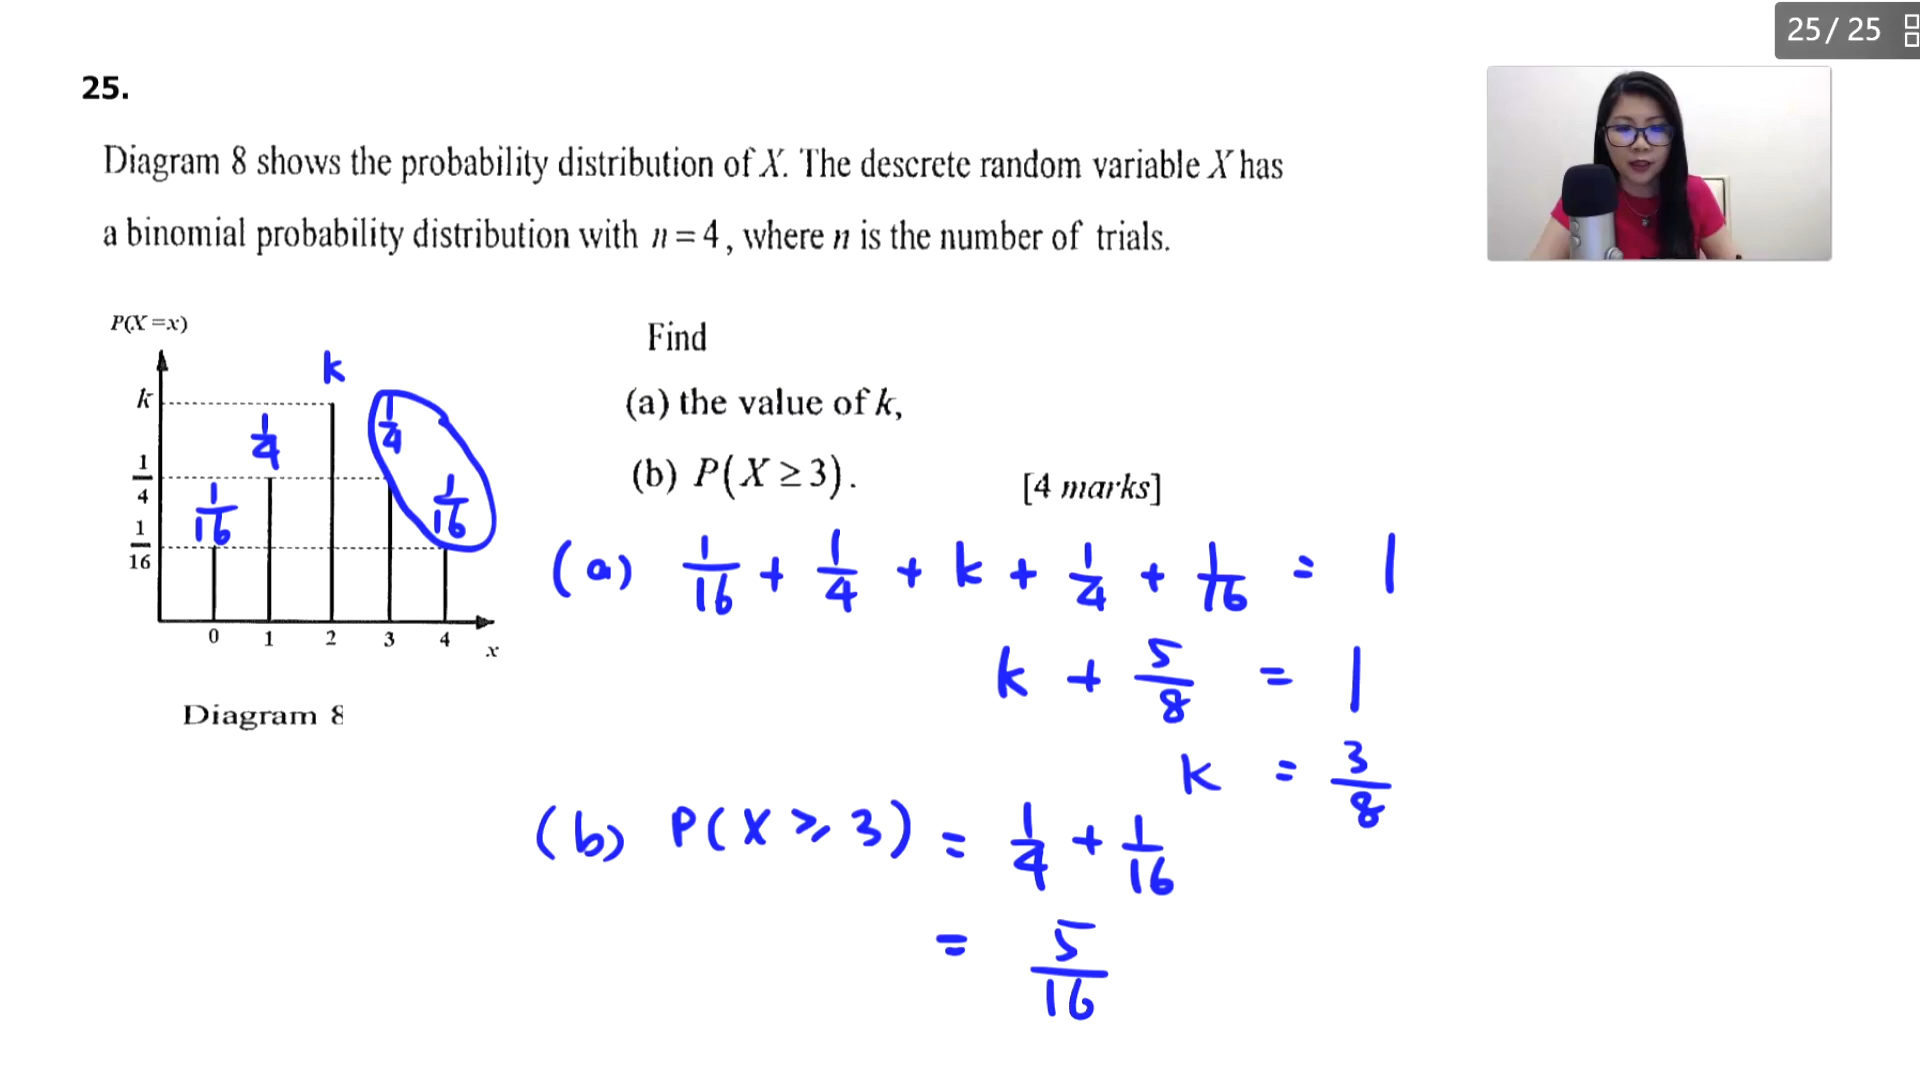 25/ 25
25.
Diagram 8 shows the probability distribution of X. The descrete random variable X has
a binomial probability distribution with n = 4, where n is the number of trials.
P(X = x)
k
k
1/4
1/4
1/4
1/16
1/16
1/16
0 1 2 3 4 x
Diagram 8
Find
(a) the value of k,
(b) P(X ≥ 3).
[4 marks]
(a) 1/16 + 1/4 + k + 1/4 + 1/16 = 1
k + 5/8 = 1
k = 3/8
(b) P(X ≥ 3) = 1/4 + 1/16
= 5/16